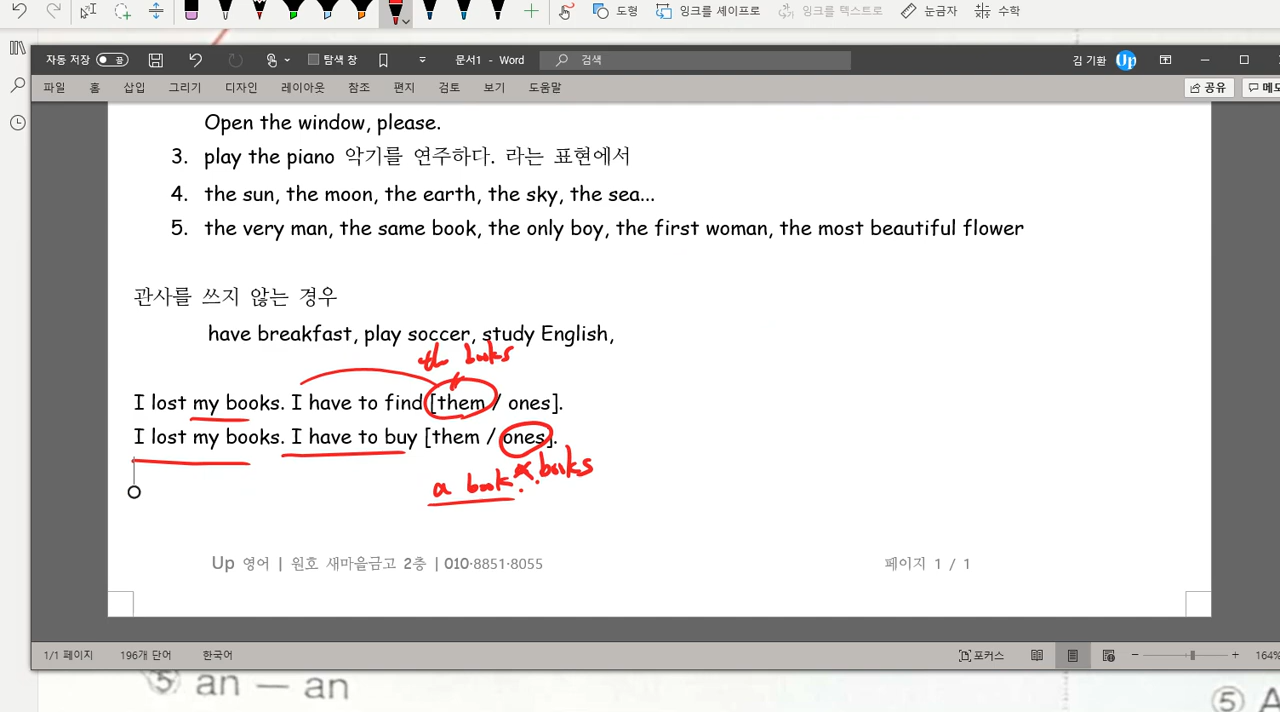 도형 잉크를 셰이프로 잉크를 텍스트로 눈금자 수학
자동 저장 끔 탐색 창 문서1 - Word 검색 김 기환 Up
파일 홈 삽입 그리기 디자인 레이아웃 참조 편지 검토 보기 도움말 공유 메모
Open the window, please.
3. play the piano 악기를 연주하다. 라는 표현에서
4. the sun, the moon, the earth, the sky, the sea...
5. the very man, the same book, the only boy, the first woman, the most beautiful flower
관사를 쓰지 않는 경우
have breakfast, play soccer, study English,
the books
I lost my books. I have to find [them / ones].
I lost my books. I have to buy [them / ones].
a book books
Up 영어 | 원호 새마을금고 2층 | 010·8851·8055 페이지 1 / 1
1/1 페이지 196개 단어 한국어 포커스 164%
⑤ an — an
⑤ A